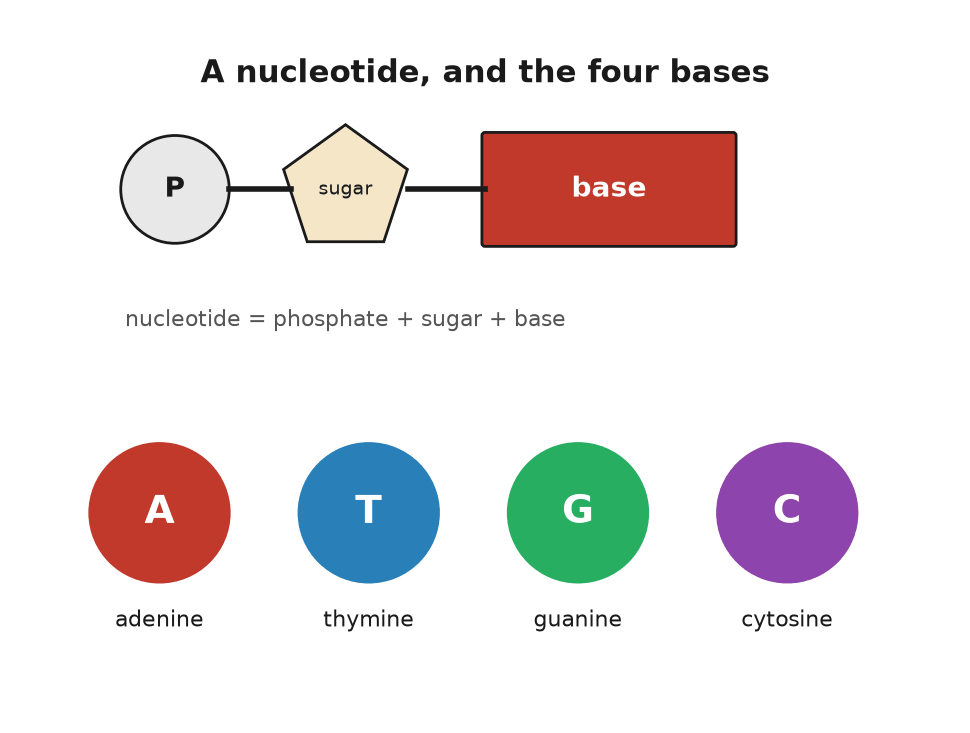 A nucleotide, and the four bases
P sugar base
nucleotide = phosphate + sugar + base
A T G C
adenine thymine guanine cytosine